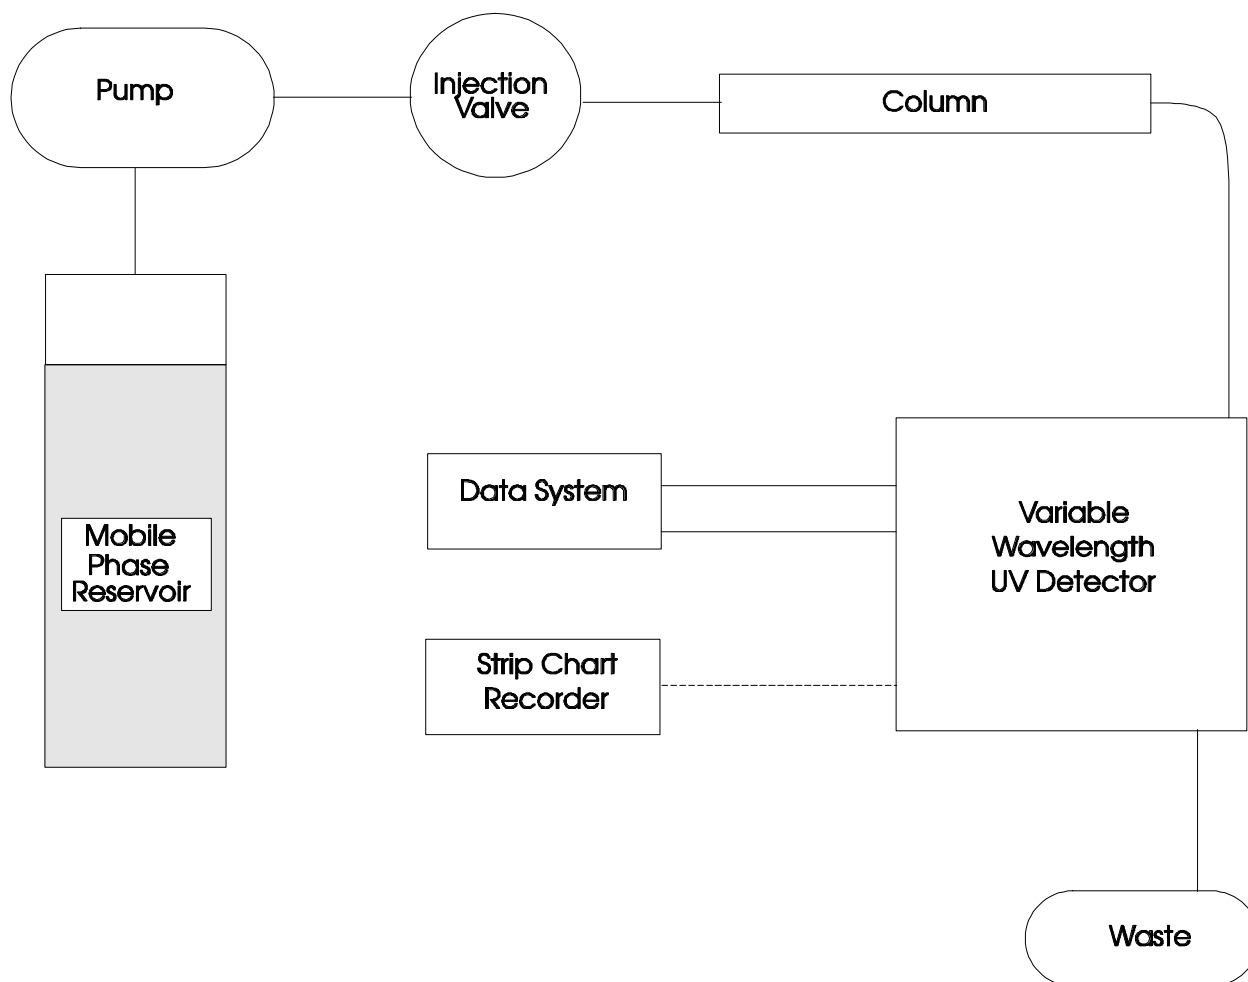 Pump
Injection
Valve
Column
Mobile
Phase
Reservoir
Data System
Variable
Wavelength
UV Detector
Strip Chart
Recorder
Waste